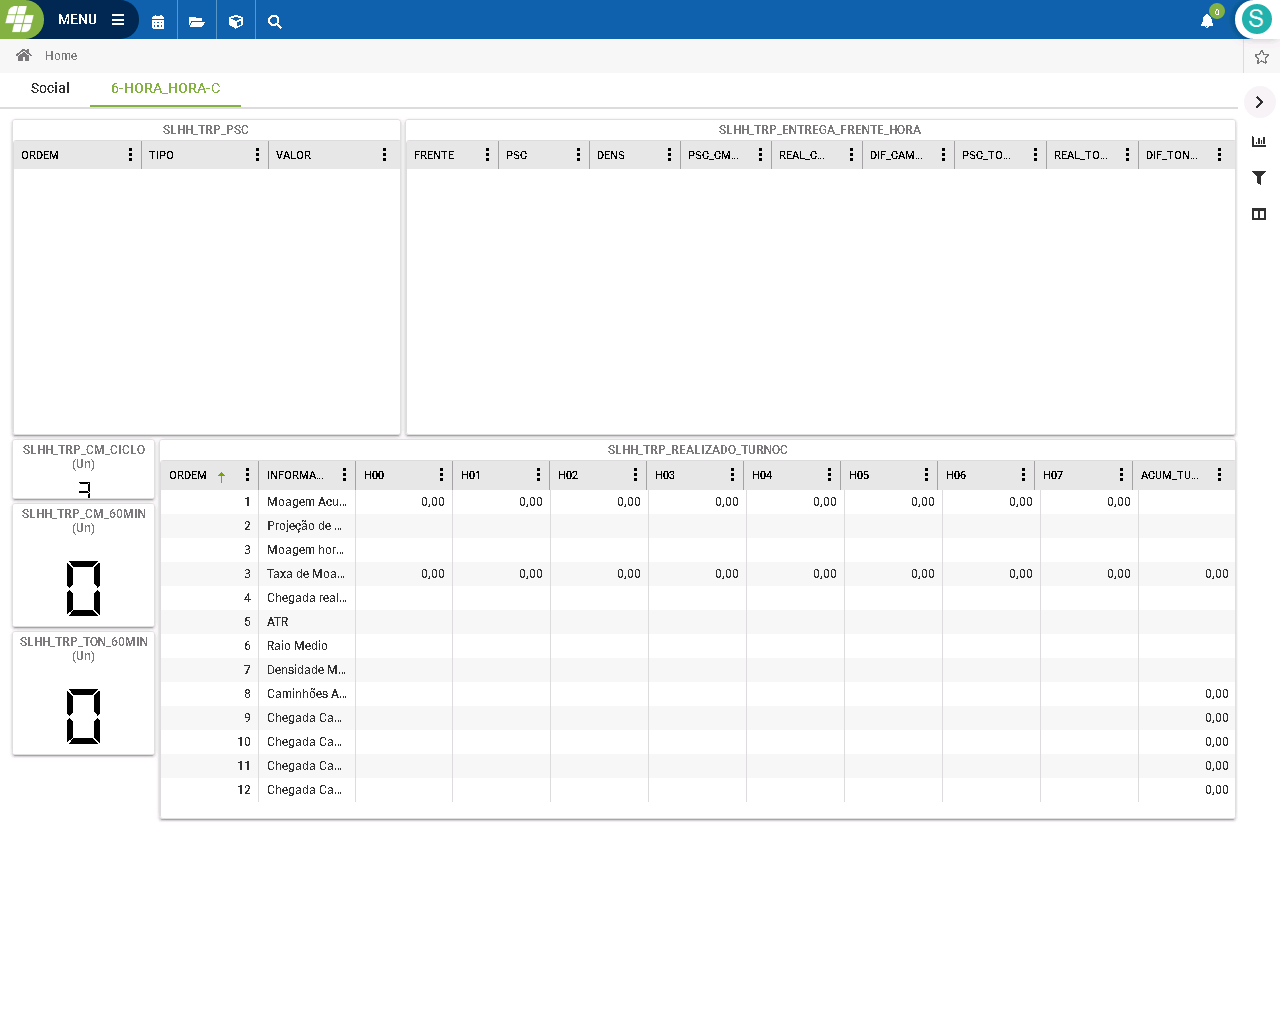 MENU
0
S
Home
Social
6-HORA_HORA-C
SLHH_TRP_PSC
ORDEM TIPO VALOR
SLHH_TRP_ENTREGA_FRENTE_HORA
FRENTE PSC DENS PSC_CM... REAL_C... DIF_CAM... PSC_TO... REAL_TO... DIF_TON...
SLHH_TRP_CM_CICLO
(Un)
SLHH_TRP_CM_60MIN
(Un)
0
SLHH_TRP_TON_60MIN
(Un)
0
SLHH_TRP_REALIZADO_TURNOC
ORDEM INFORMA... H00 H01 H02 H03 H04 H05 H06 H07 ACUM_TU...
1 Moagem Acu... 0,00 0,00 0,00 0,00 0,00 0,00 0,00 0,00
2 Projeção de ...
3 Moagem hor...
3 Taxa de Moa... 0,00 0,00 0,00 0,00 0,00 0,00 0,00 0,00 0,00
4 Chegada real...
5 ATR
6 Raio Medio
7 Densidade M...
8 Caminhões A... 0,00
9 Chegada Ca... 0,00
10 Chegada Ca... 0,00
11 Chegada Ca... 0,00
12 Chegada Ca... 0,00